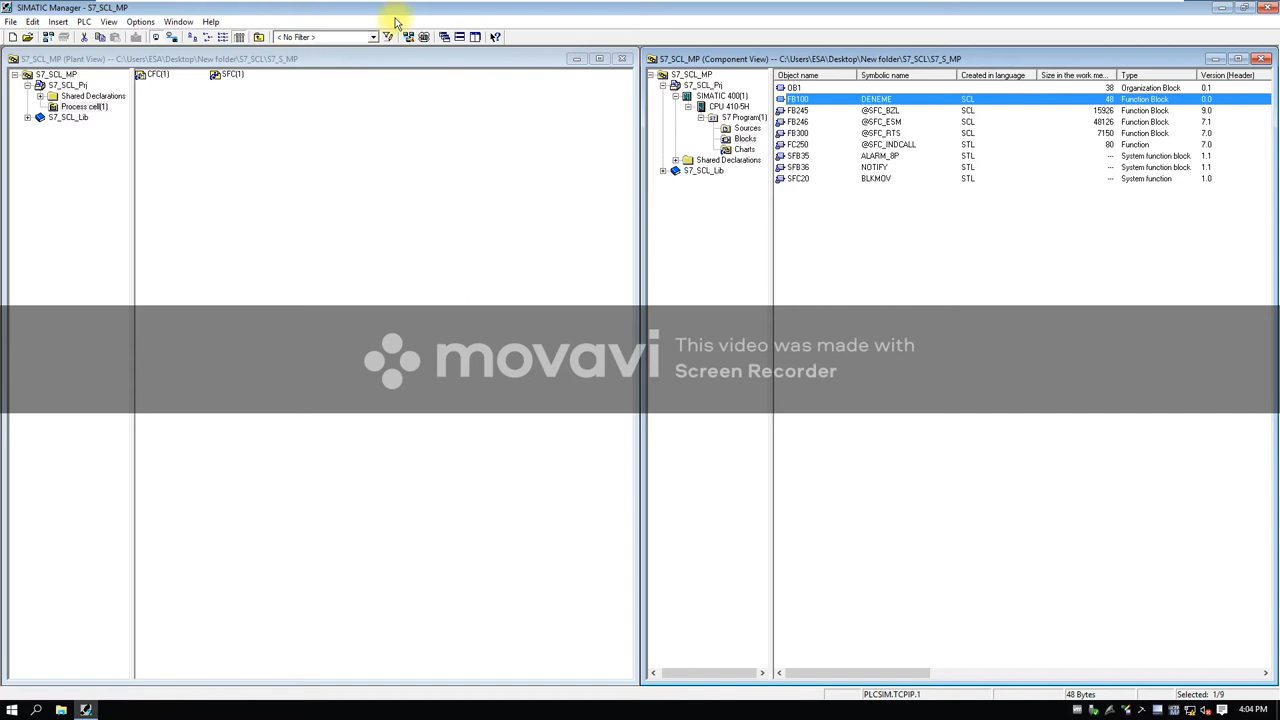 SIMATIC Manager - S7_SCL_MP
File Edit Insert PLC View Options Window Help
< No Filter >
S7_SCL_MP (Plant View) -- C:\Users\ESA\Desktop\New folder\S7_SCL\S7_S_MP
S7_SCL_MP
S7_SCL_Prj
Shared Declarations
Process cell(1)
S7_SCL_Lib
CFC(1) SFC(1)
S7_SCL_MP (Component View) -- C:\Users\ESA\Desktop\New folder\S7_SCL\S7_S_MP
S7_SCL_MP
S7_SCL_Prj
SIMATIC 400(1)
CPU 410-5H
S7 Program(1)
Sources
Blocks
Charts
Shared Declarations
S7_SCL_Lib
Object name Symbolic name Created in language Size in the work me... Type Version (Header)
OB1 38 Organization Block 0.1
FB100 DENEME SCL 48 Function Block 0.0
FB245 @SFC_BZL SCL 15926 Function Block 9.0
FB246 @SFC_ESM SCL 48126 Function Block 7.1
FB300 @SFC_RTS SCL 7150 Function Block 7.0
FC250 @SFC_INDCALL STL 80 Function 7.0
SFB35 ALARM_8P STL --- System function block 1.1
SFB36 NOTIFY STL --- System function block 1.1
SFC20 BLKMOV STL --- System function 1.0
movavi
This video was made with
Screen Recorder
PLCSIM.TCPIP.1 48 Bytes Selected: 1/9
4:04 PM